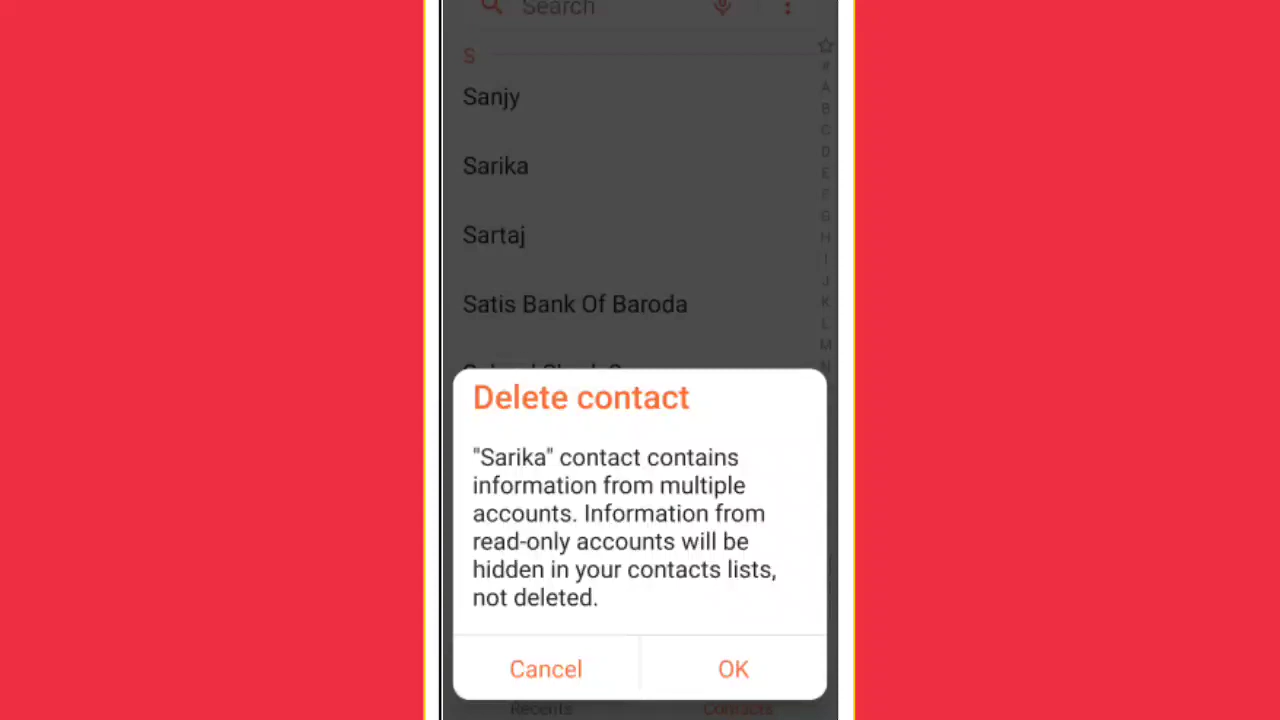 Search
S
Sanjy
Sarika
Sartaj
Satis Bank Of Baroda
Delete contact
"Sarika" contact contains
information from multiple
accounts. Information from
read-only accounts will be
hidden in your contacts lists,
not deleted.
Cancel
OK
Recents
Contacts
#
A
B
C
D
E
F
G
H
I
J
K
L
M
N